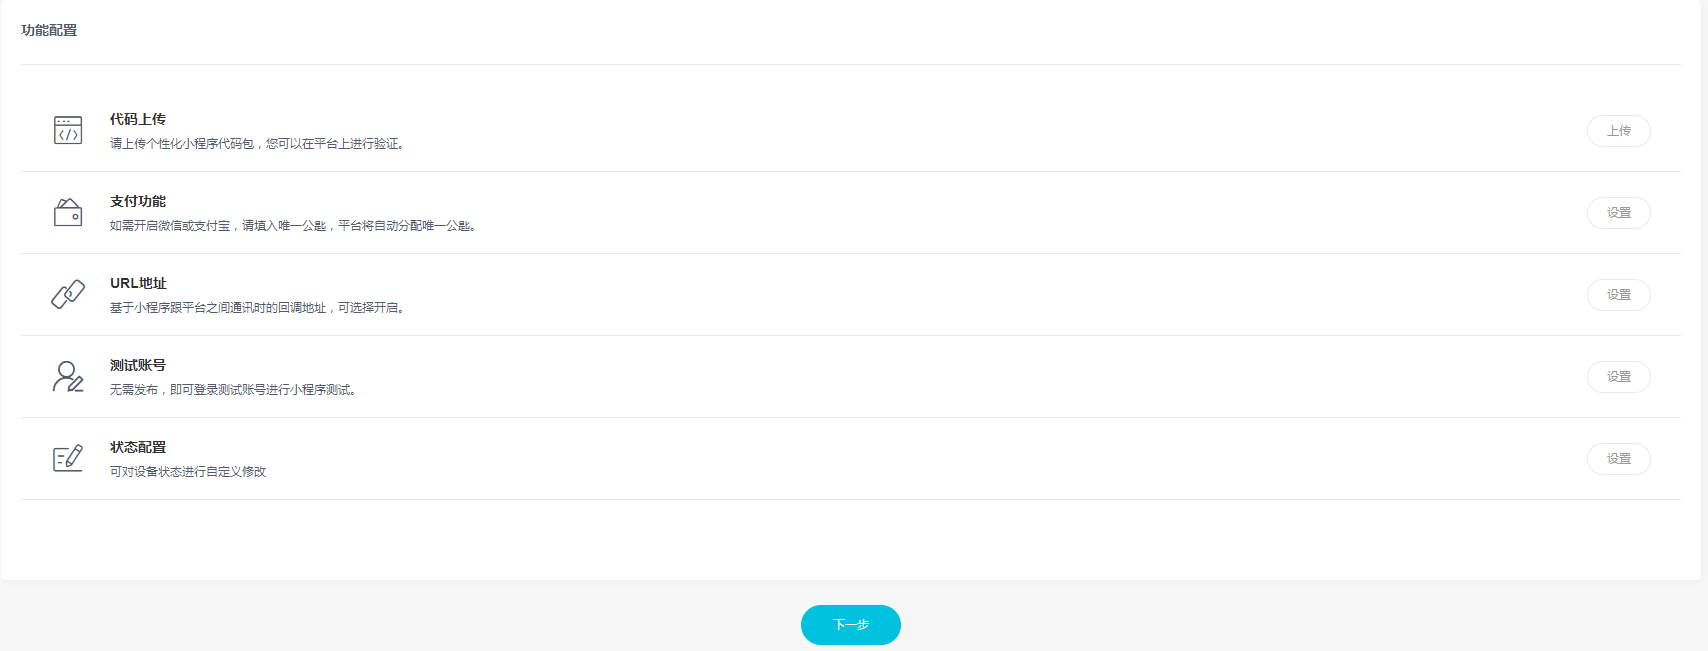 功能配置
代码上传
请上传个性化小程序代码包，您可以在平台上进行验证。
上传
支付功能
如需开启微信或支付宝，请填入唯一公匙，平台将自动分配唯一公匙。
设置
URL地址
基于小程序跟平台之间通讯时的回调地址，可选择开启。
设置
测试账号
无需发布，即可登录测试账号进行小程序测试。
设置
状态配置
可对设备状态进行自定义修改
设置
下一步